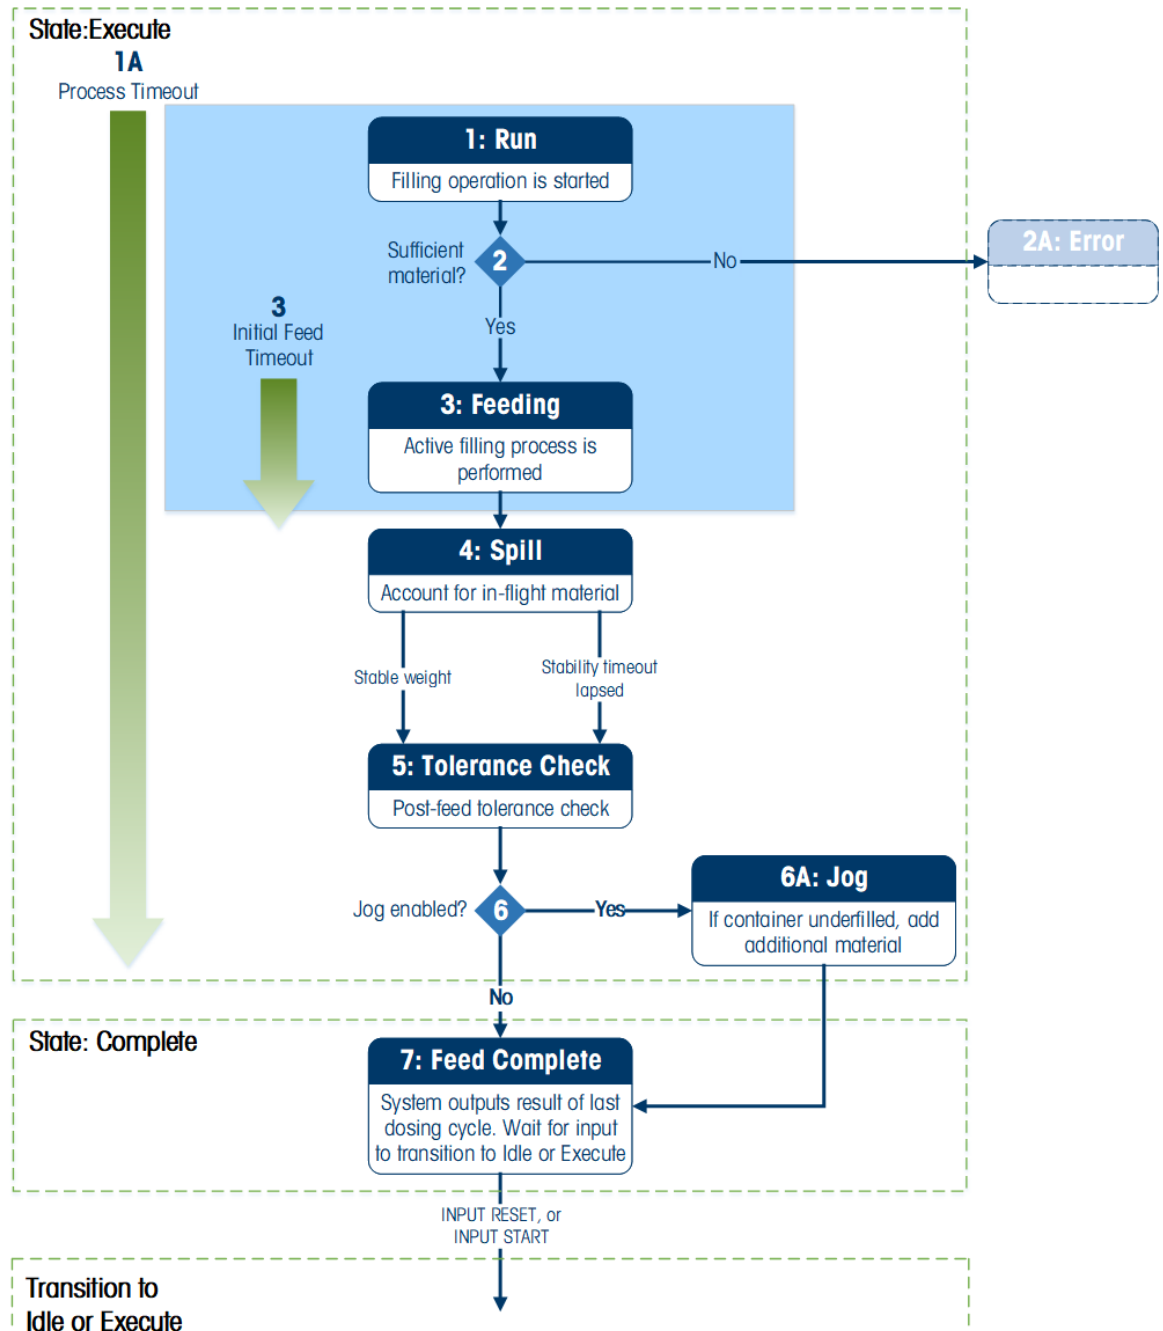 State:Execute
1A
Process Timeout
1: Run
Filling operation is started
Sufficient
material?
2
No
2A: Error
Yes
3
Initial Feed
Timeout
3: Feeding
Active filling process is
performed
4: Spill
Account for in-flight material
Stable weight
Stability timeout
lapsed
5: Tolerance Check
Post-feed tolerance check
Jog enabled?
6
Yes
6A: Jog
If container underfilled, add
additional material
No
State: Complete
7: Feed Complete
System outputs result of last
dosing cycle. Wait for input
to transition to Idle or Execute
INPUT RESET, or
INPUT START
Transition to
Idle or Execute